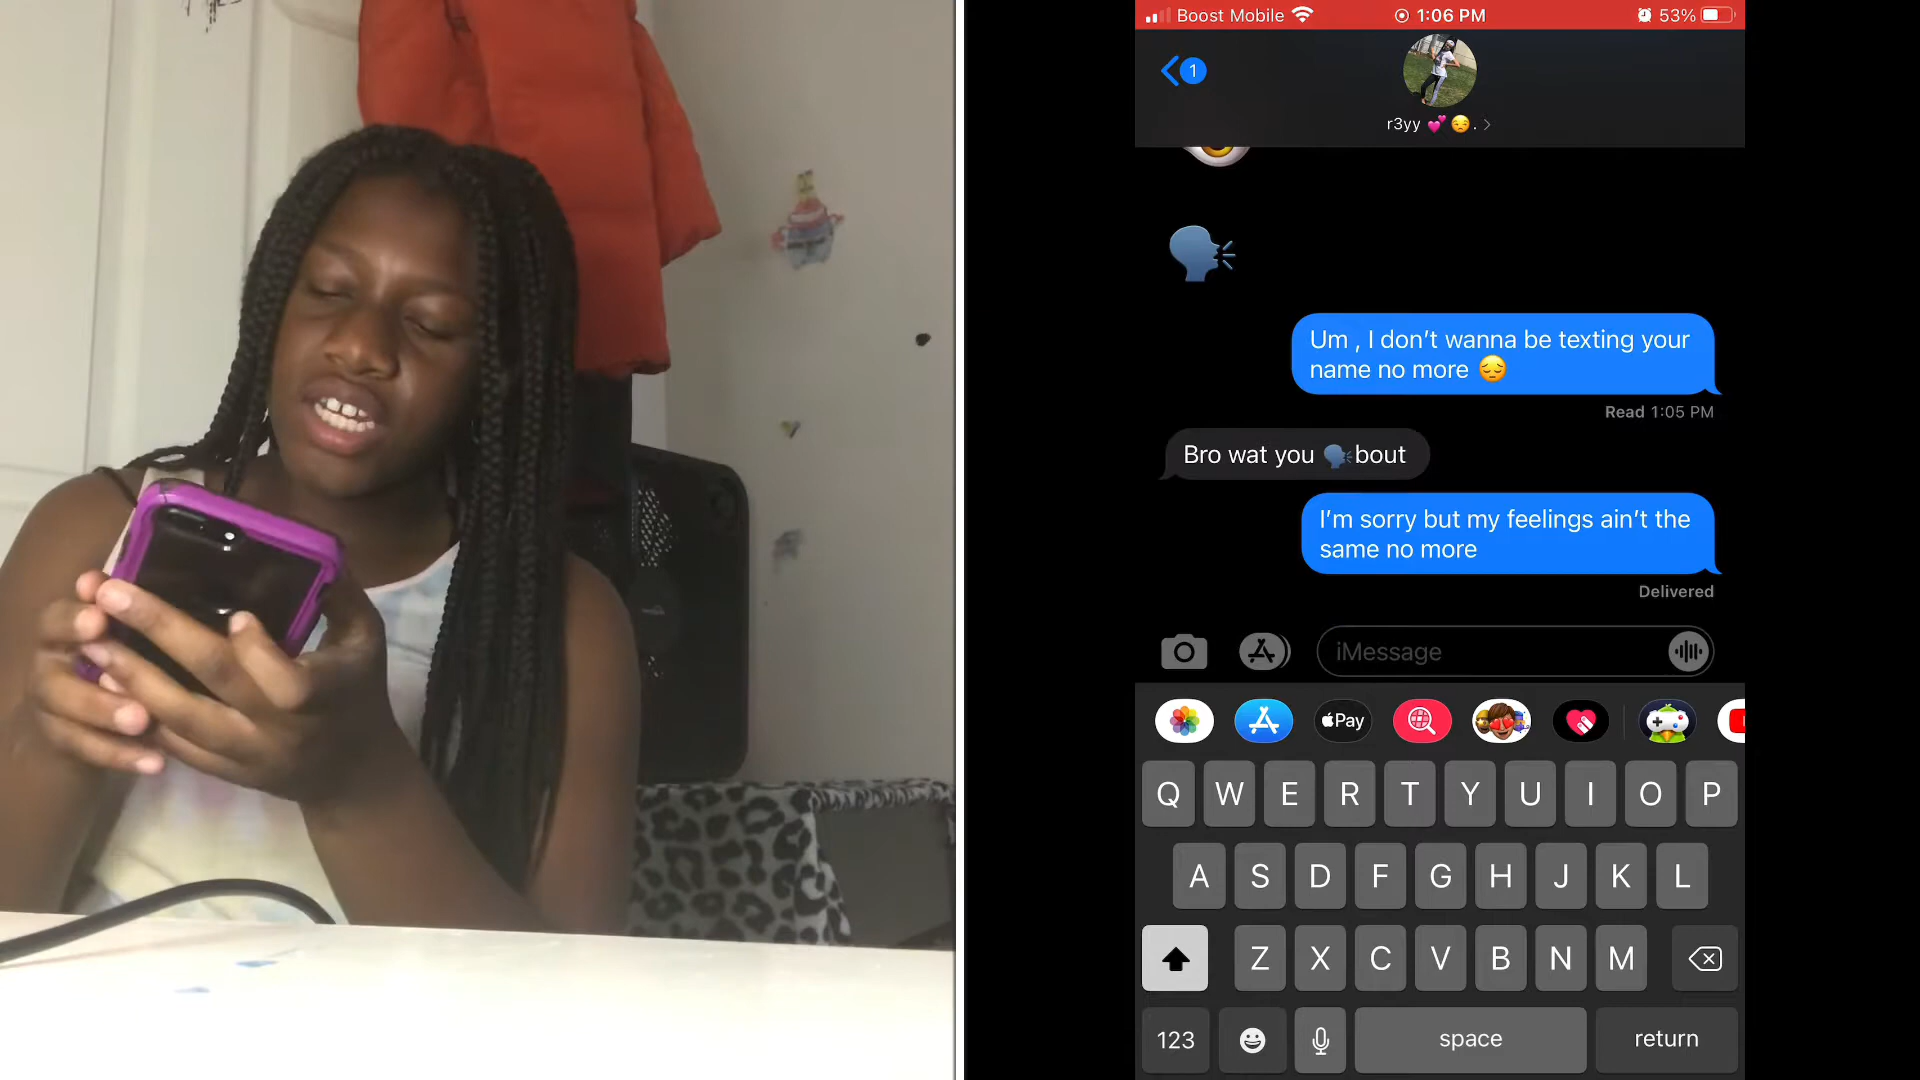 Boost Mobile
1:06 PM
53%
1
r3yy 💕😒.
Um , I don’t wanna be texting your
name no more 😔
Read 1:05 PM
Bro wat you 🗣️bout
I’m sorry but my feelings ain’t the
same no more
Delivered
iMessage
Pay
Q W E R T Y U I O P
A S D F G H J K L
Z X C V B N M
123 space return